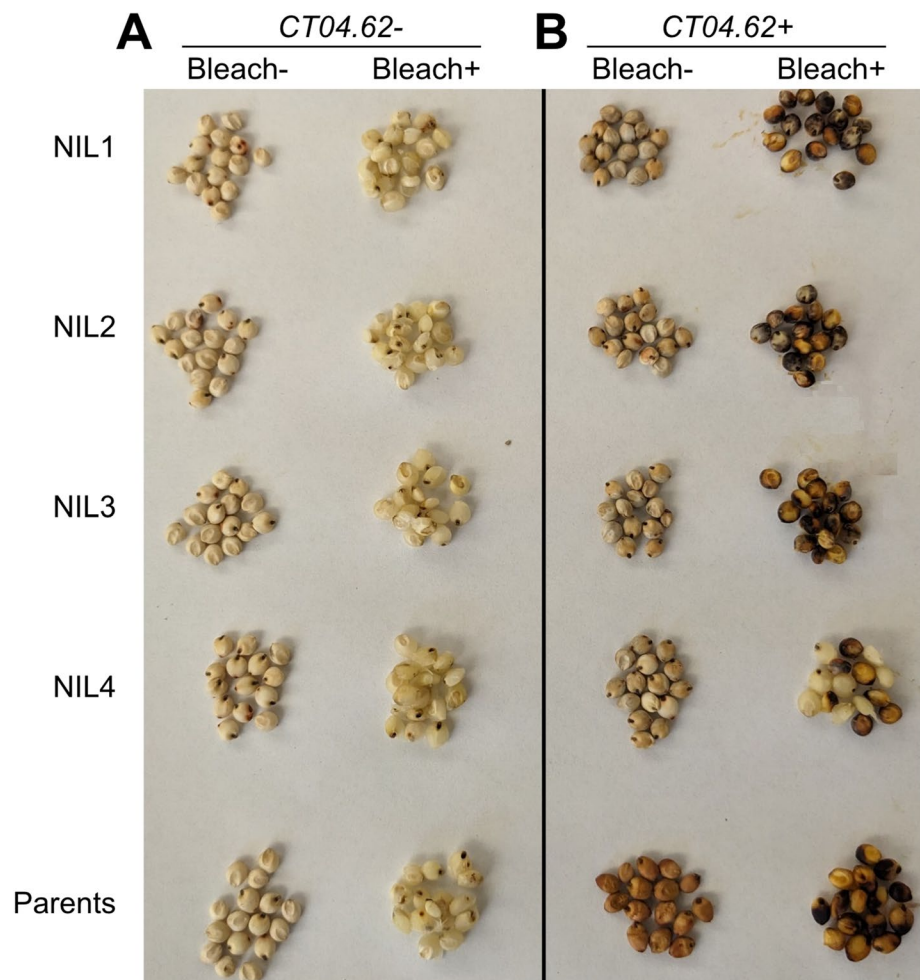 A CT04.62- B CT04.62+
Bleach- Bleach+ Bleach- Bleach+
NIL1
NIL2
NIL3
NIL4
Parents